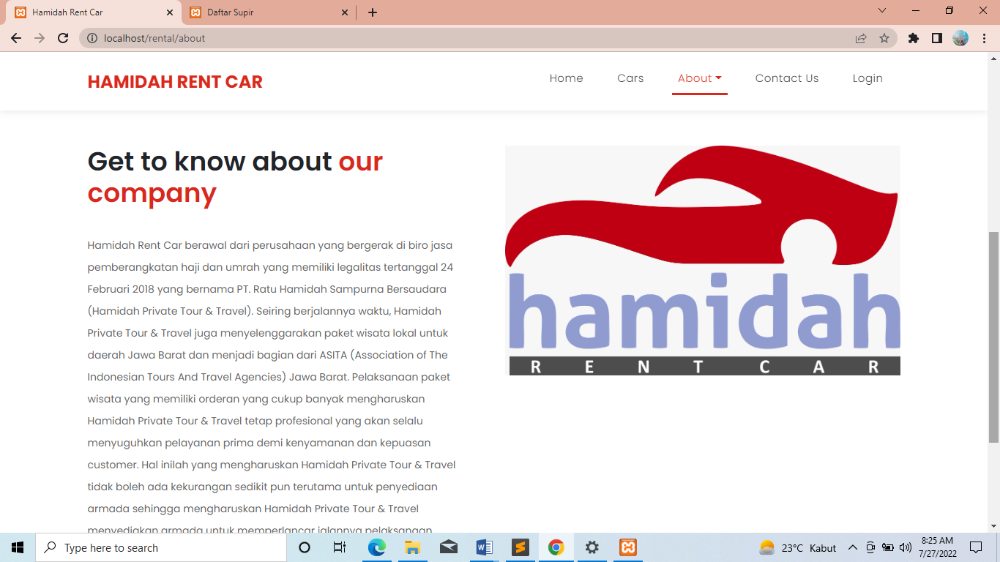 Hamidah Rent Car
Daftar Supir
localhost/rental/about
HAMIDAH RENT CAR
Home
Cars
About
Contact Us
Login
Get to know about our
company
Hamidah Rent Car berawal dari perusahaan yang bergerak di biro jasa
pemberangkatan haji dan umrah yang memiliki legalitas tertanggal 24
Februari 2018 yang bernama PT. Ratu Hamidah Sampurna Bersaudara
(Hamidah Private Tour & Travel). Seiring berjalannya waktu, Hamidah
Private Tour & Travel juga menyelenggarakan paket wisata lokal untuk
daerah Jawa Barat dan menjadi bagian dari ASITA (Association of The
Indonesian Tours And Travel Agencies) Jawa Barat. Pelaksanaan paket
wisata yang memiliki orderan yang cukup banyak mengharuskan
Hamidah Private Tour & Travel tetap profesional yang akan selalu
menyuguhkan pelayanan prima demi kenyamanan dan kepuasan
customer. Hal inilah yang mengharuskan Hamidah Private Tour & Travel
tidak boleh ada kekurangan sedikit pun terutama untuk penyediaan
armada sehingga mengharuskan Hamidah Private Tour & Travel
menyediakan armada untuk memperlancar jalannya pelaksanaan
hamidah
RENT CAR
Type here to search
23°C Kabut
8:25 AM
7/27/2022